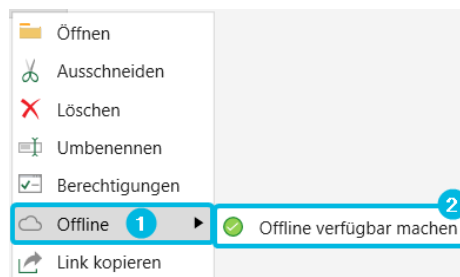 Öffnen
Ausschneiden
Löschen
Umbenennen
Berechtigungen
Offline 1
2
Offline verfügbar machen
Link kopieren